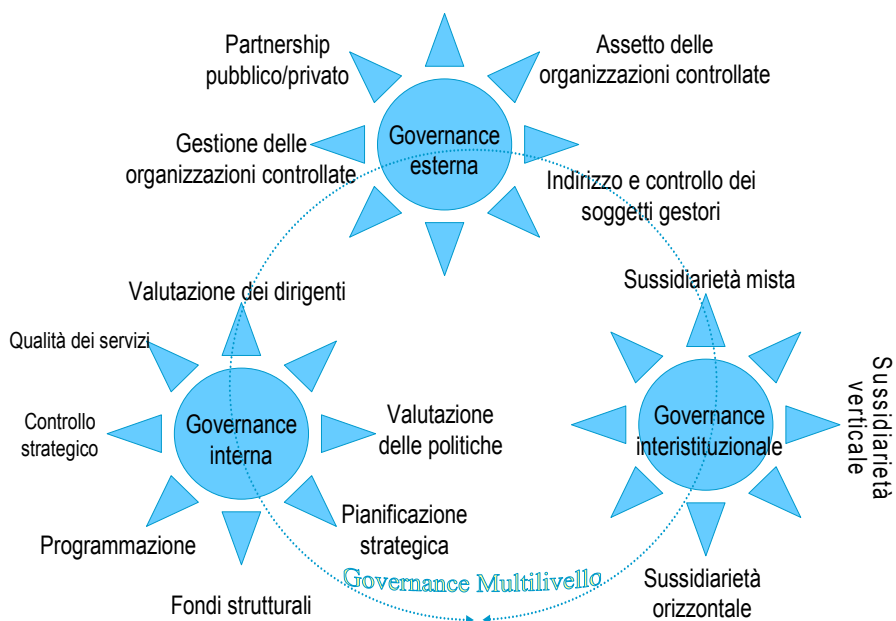 Partnership
pubblico/privato
Assetto delle
organizzazioni controllate
Governance
esterna
Gestione delle
organizzazioni controllate
Indirizzo e controllo dei
soggetti gestori
Valutazione dei dirigenti
Qualità dei servizi
Controllo
strategico
Governance
interna
Valutazione
delle politiche
Programmazione
Pianificazione
strategica
Fondi strutturali
Sussidiarietà mista
Governance
interistituzionale
Sussidiarietà
verticale
Sussidiarietà
orizzontale
Governance Multilivello